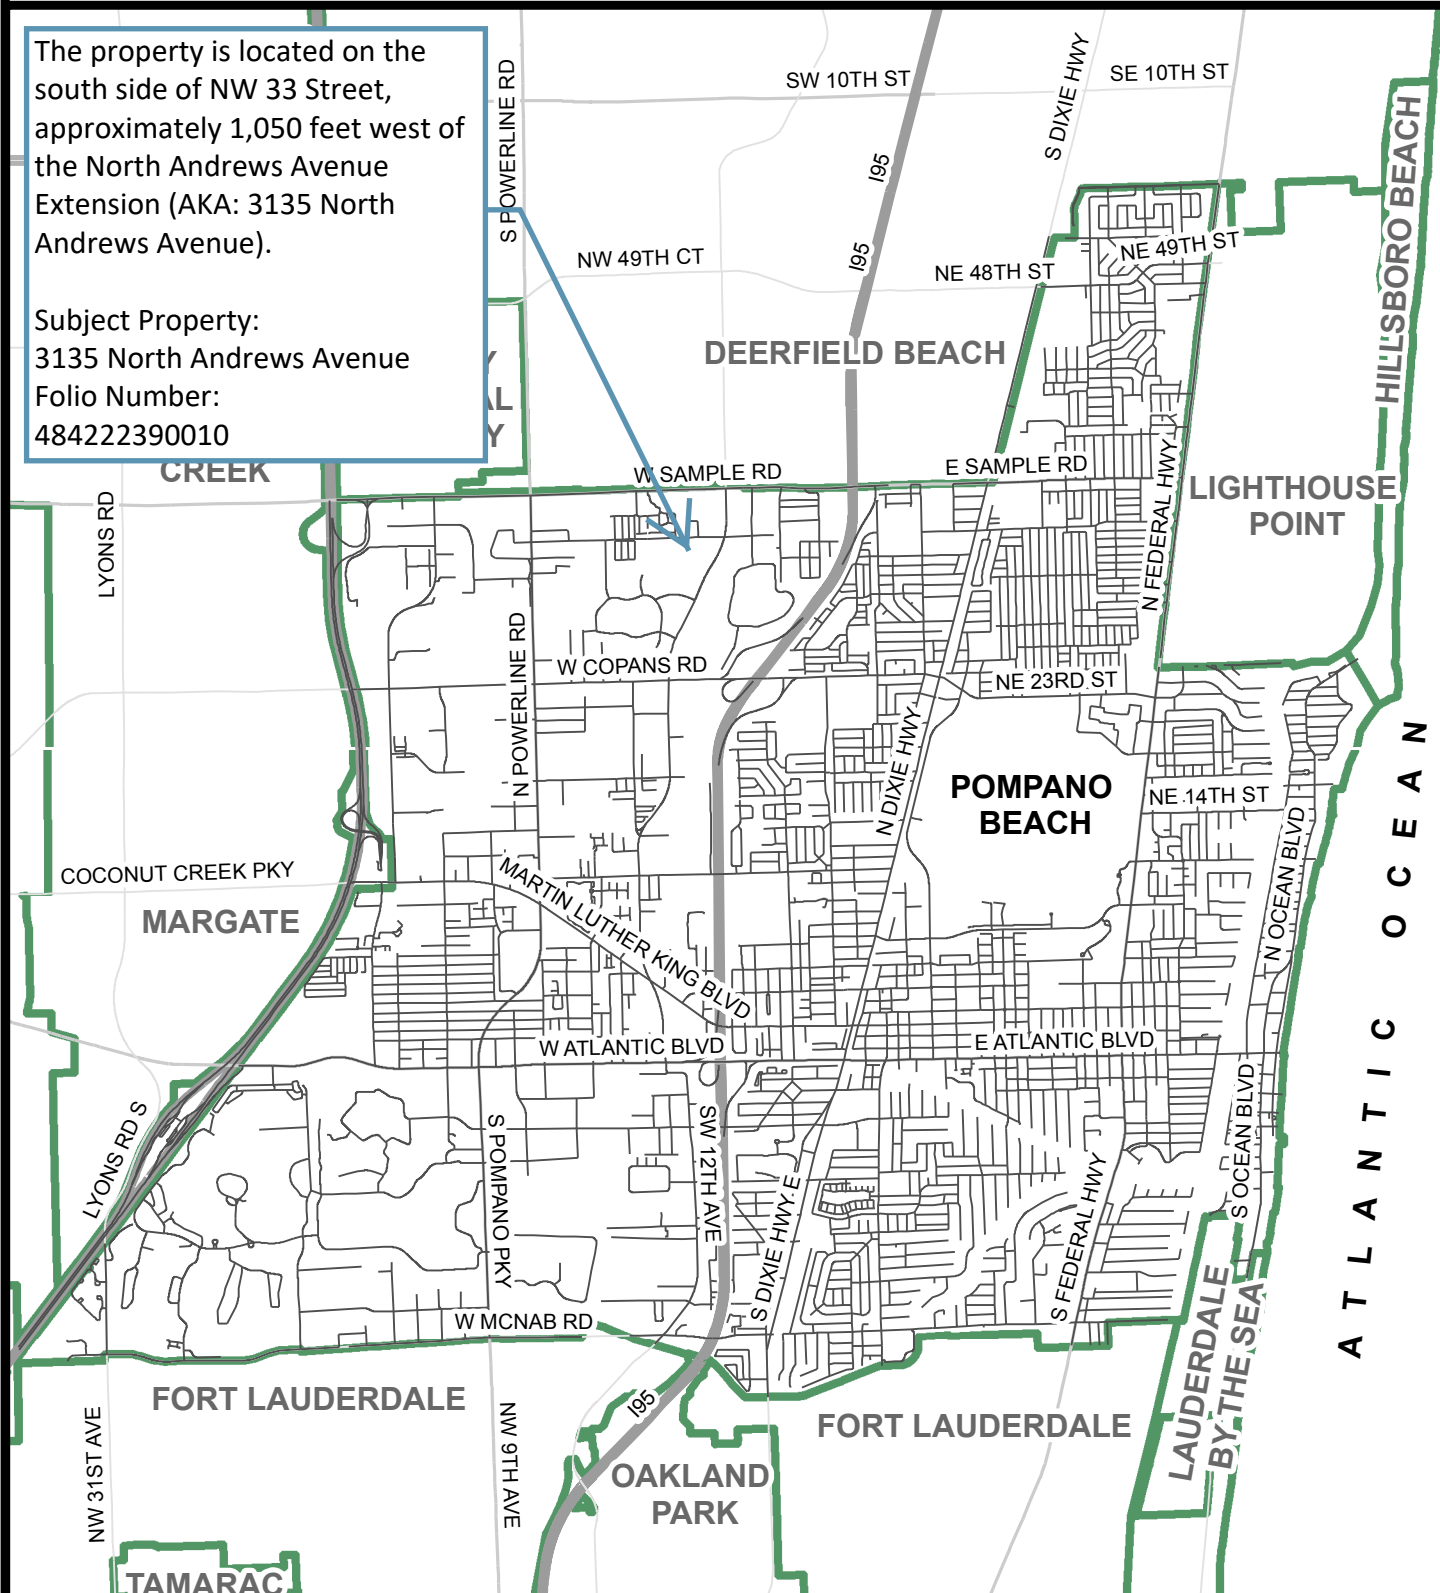 The property is located on the
south side of NW 33 Street,
approximately 1,050 feet west of
the North Andrews Avenue
Extension (AKA: 3135 North
Andrews Avenue).
Subject Property:
3135 North Andrews Avenue
Folio Number:
484222390010
S POWERLINE RD
SW 10TH ST
SE 10TH ST
S DIXIE HWY
I95
HILLSBORO BEACH
I95
NW 49TH CT
NE 49TH ST
NE 48TH ST
DEERFIELD BEACH
Y
AL
Y
CREEK
W SAMPLE RD
E SAMPLE RD
LIGHTHOUSE
POINT
LYONS RD
N FEDERAL HWY
N POWERLINE RD
W COPANS RD
NE 23RD ST
N DIXIE HWY
POMPANO
BEACH
NE 14TH ST
N OCEAN BLVD
ATLANTIC OCEAN
COCONUT CREEK PKY
MARGATE
MARTIN LUTHER KING BLVD
W ATLANTIC BLVD
E ATLANTIC BLVD
LYONS RD S
S POMPANO PKY
SW 12TH AVE
S DIXIE HWY E
S FEDERAL HWY
S OCEAN BLVD
W MCNAB RD
LAUDERDALE
BY THE SEA
FORT LAUDERDALE
FORT LAUDERDALE
I95
NW 31ST AVE
NW 9TH AVE
OAKLAND
PARK
TAMARAC